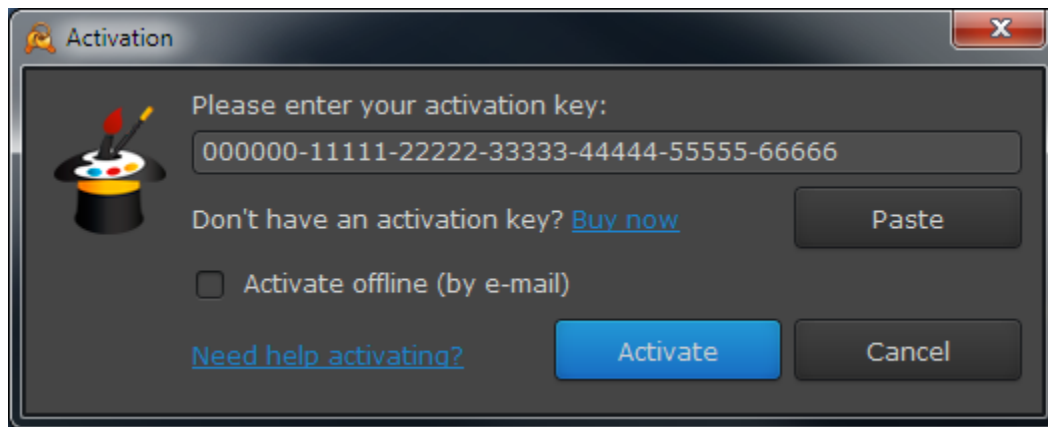 Activation
Please enter your activation key:
000000-11111-22222-33333-44444-55555-66666
Don't have an activation key? Buy now
Paste
Activate offline (by e-mail)
Need help activating?
Activate
Cancel